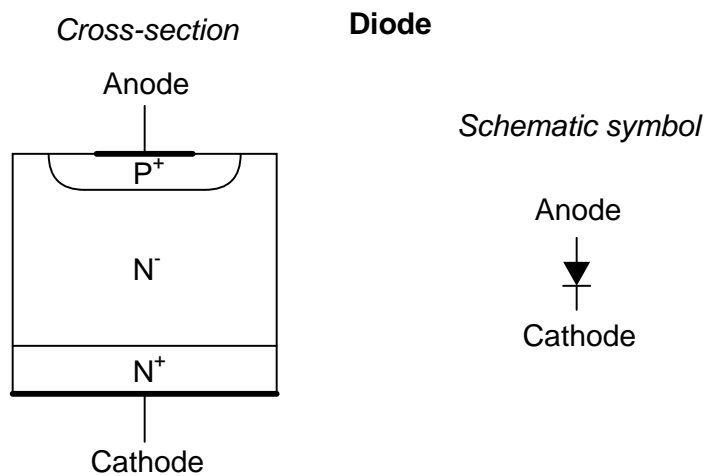 Diode
Cross-section
Anode
P⁺
N⁻
N⁺
Cathode
Schematic symbol
Anode
Cathode